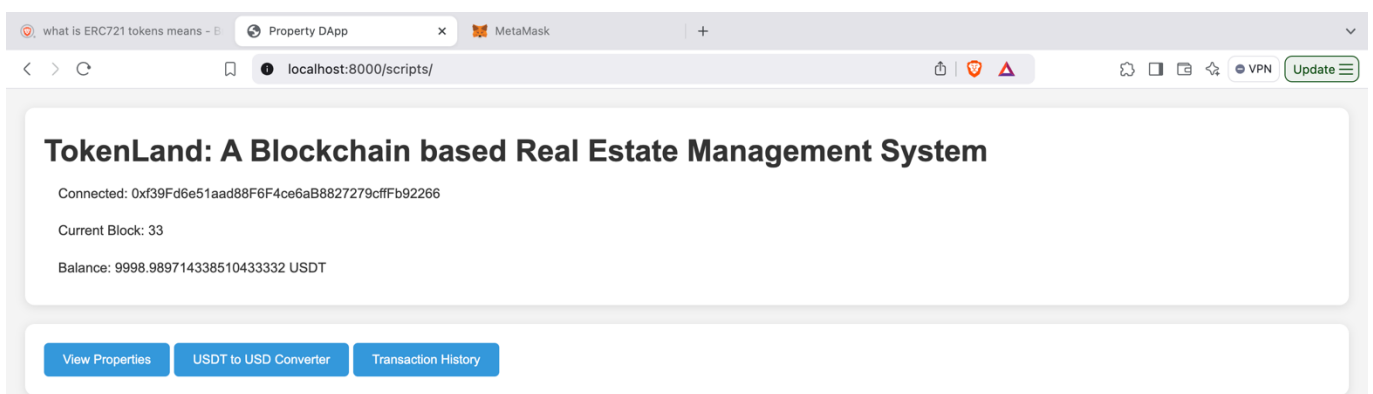 what is ERC721 tokens means - B
Property DApp
MetaMask
localhost:8000/scripts/
VPN
Update
TokenLand: A Blockchain based Real Estate Management System
Connected: 0xf39Fd6e51aad88F6F4ce6aB8827279cffFb92266
Current Block: 33
Balance: 9998.989714338510433332 USDT
View Properties
USDT to USD Converter
Transaction History